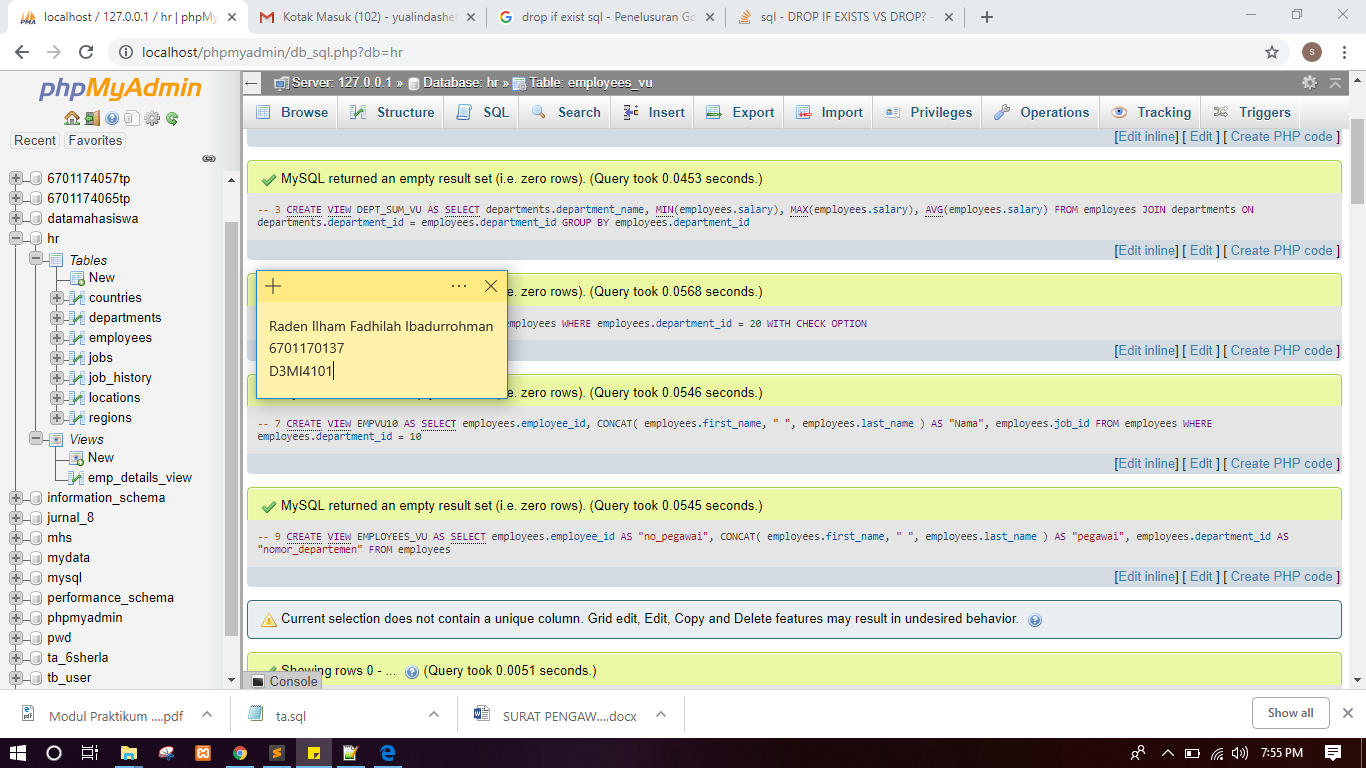 localhost / 127.0.0.1 / hr | phpM
Kotak Masuk (102) - yualindasher
drop if exist sql - Penelusuran Go
sql - DROP IF EXISTS VS DROP? -
localhost/phpmyadmin/db_sql.php?db=hr
s
phpMyAdmin
Recent Favorites
6701174057tp
6701174065tp
datamahasiswa
hr
Tables
New
countries
departments
employees
jobs
job_history
locations
regions
Views
New
emp_details_view
information_schema
jurnal_8
mhs
mydata
mysql
performance_schema
phpmyadmin
pwd
ta_6sherla
tb_user
Server: 127.0.0.1 » Database: hr » Table: employees_vu
Browse Structure SQL Search Insert Export Import Privileges Operations Tracking Triggers
[Edit inline] [ Edit ] [ Create PHP code ]
MySQL returned an empty result set (i.e. zero rows). (Query took 0.0453 seconds.)
-- 3 CREATE VIEW DEPT_SUM_VU AS SELECT departments.department_name, MIN(employees.salary), MAX(employees.salary), AVG(employees.salary) FROM employees JOIN departments ON
departments.department_id = employees.department_id GROUP BY employees.department_id
[Edit inline] [ Edit ] [ Create PHP code ]
e. zero rows). (Query took 0.0568 seconds.)
employees WHERE employees.department_id = 20 WITH CHECK OPTION
[Edit inline] [ Edit ] [ Create PHP code ]
Raden Ilham Fadhilah Ibadurrohman
6701170137
D3MI4101
e. zero rows). (Query took 0.0546 seconds.)
-- 7 CREATE VIEW EMPVU10 AS SELECT employees.employee_id, CONCAT( employees.first_name, " ", employees.last_name ) AS "Nama", employees.job_id FROM employees WHERE
employees.department_id = 10
[Edit inline] [ Edit ] [ Create PHP code ]
MySQL returned an empty result set (i.e. zero rows). (Query took 0.0545 seconds.)
-- 9 CREATE VIEW EMPLOYEES_VU AS SELECT employees.employee_id AS "no_pegawai", CONCAT( employees.first_name, " ", employees.last_name ) AS "pegawai", employees.department_id AS
"nomor_departemen" FROM employees
[Edit inline] [ Edit ] [ Create PHP code ]
Current selection does not contain a unique column. Grid edit, Edit, Copy and Delete features may result in undesired behavior.
Showing rows 0 - ... (Query took 0.0051 seconds.)
Console
Modul Praktikum ....pdf
ta.sql
SURAT PENGAW....docx
Show all
7:55 PM